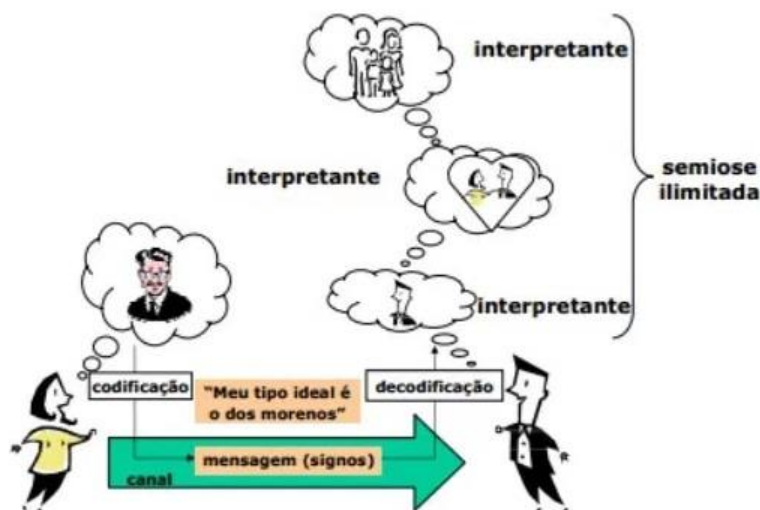 interpretante
interpretante
semiose
ilimitada
interpretante
codificação
“Meu tipo ideal é
o dos morenos”
decodificação
mensagem (signos)
canal